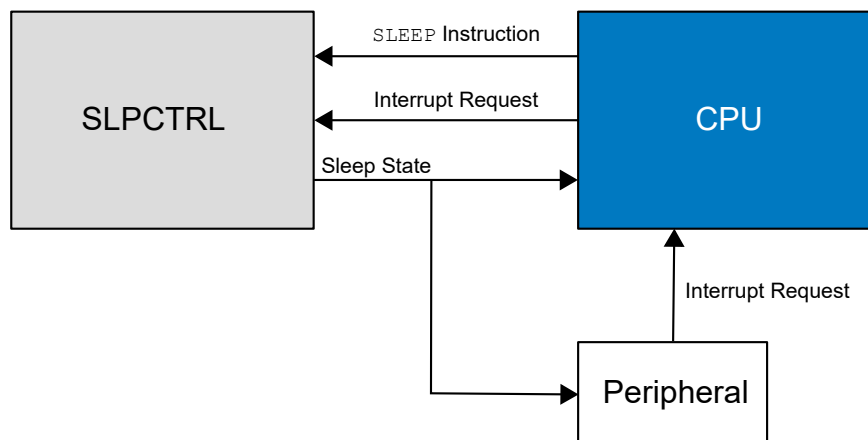 SLEEP Instruction
SLPCTRL
Interrupt Request
CPU
Sleep State
Interrupt Request
Peripheral